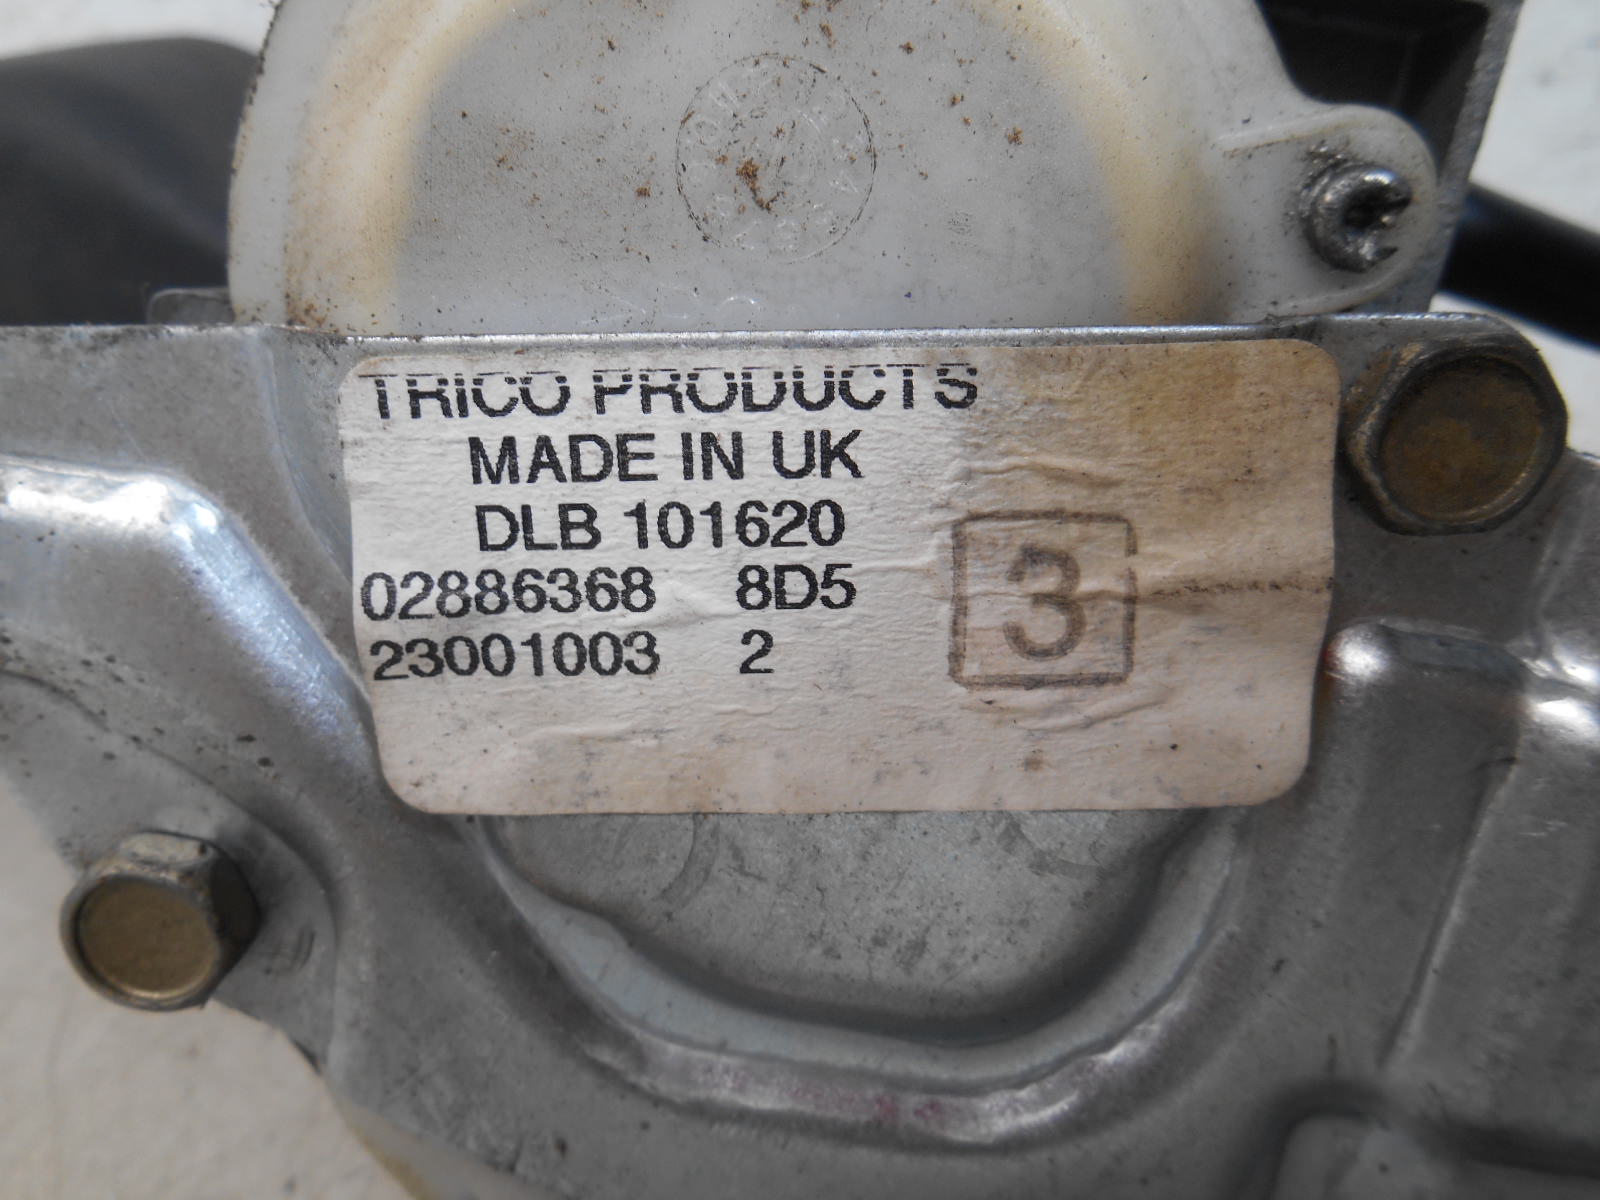 TRICO PRODUCTS
MADE IN UK
DLB 101620
02886368 8D5
23001003 2
3